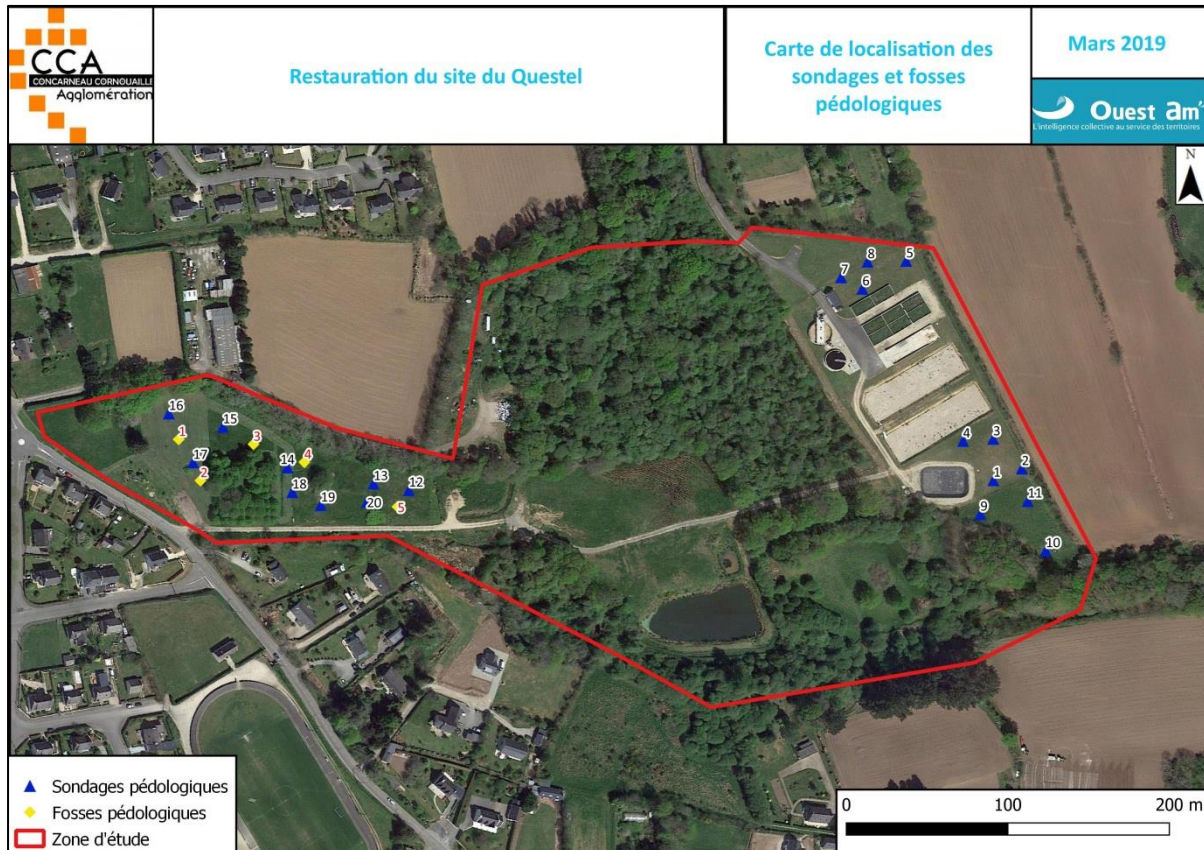 CCA
CONCARNEAU CORNOUAILLE
Agglomération
Restauration du site du Questel
Carte de localisation des
sondages et fosses
pédologiques
Mars 2019
Ouest am'
L'intelligence collective au service des territoires
N
8
5
7
6
16
15
1
3
4
3
4
17
14
2
2
13
12
1
18
19
20
5
11
9
10
Sondages pédologiques
Fosses pédologiques
Zone d'étude
0
100
200 m